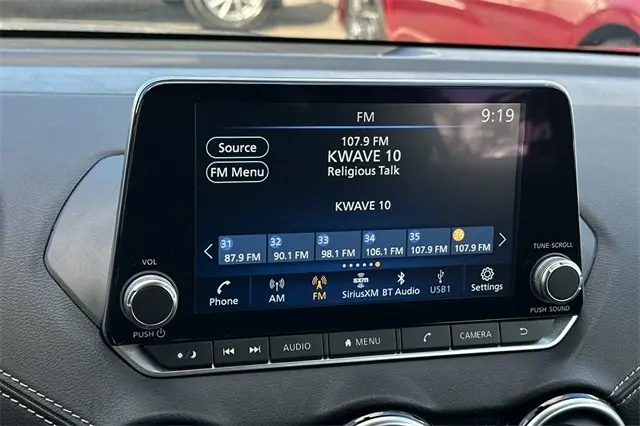 FM
9:19
107.9 FM
Source
KWAVE 10
FM Menu
Religious Talk
KWAVE 10
31 32 33 34 35 36
87.9 FM 90.1 FM 98.1 FM 106.1 FM 107.9 FM 107.9 FM
sxm
Phone AM FM SiriusXM BT Audio USB1 Settings
VOL
TUNE·SCROLL
PUSH
PUSH SOUND
AUDIO MENU CAMERA